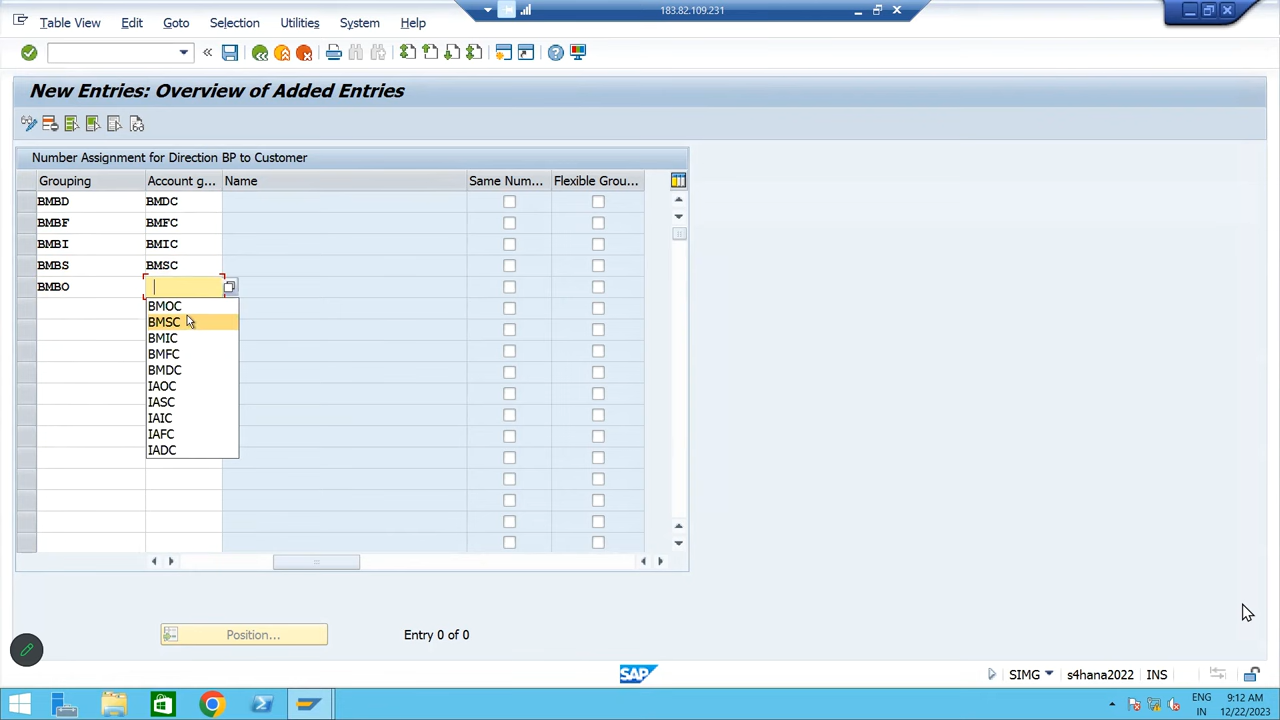 183.82.109.231
Table View Edit Goto Selection Utilities System Help
New Entries: Overview of Added Entries
Number Assignment for Direction BP to Customer
Grouping Account g... Name Same Num... Flexible Grou...
BMBD BMDC
BMBF BMFC
BMBI BMIC
BMBS BMSC
BMBO
BMOC
BMSC
BMIC
BMFC
BMDC
IAOC
IASC
IAIC
IAFC
IADC
Position... Entry 0 of 0
SAP
SIMG s4hana2022 INS
ENG 9:12 AM
IN 12/22/2023